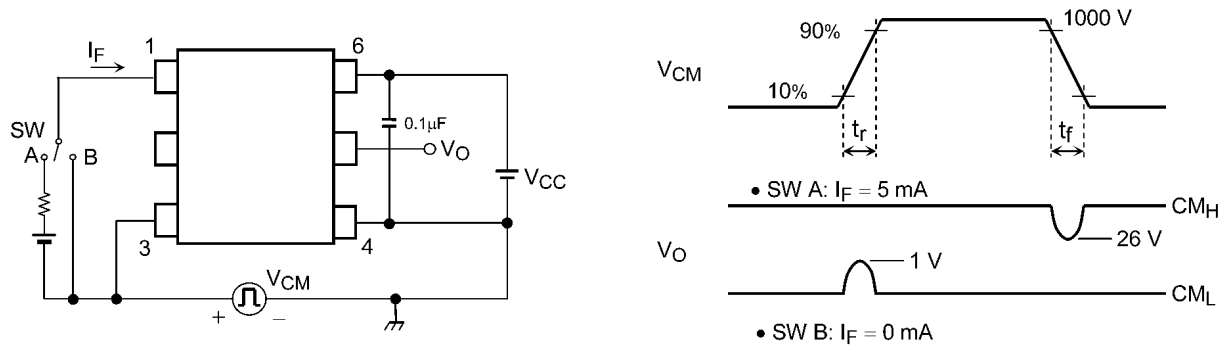 I_F
1
6
SW
A
B
0.1μF
V_O
V_CC
3
4
V_CM
+
−
V_CM
90%
10%
1000 V
t_r
t_f
• SW A: I_F = 5 mA
CM_H
26 V
V_O
1 V
CM_L
• SW B: I_F = 0 mA